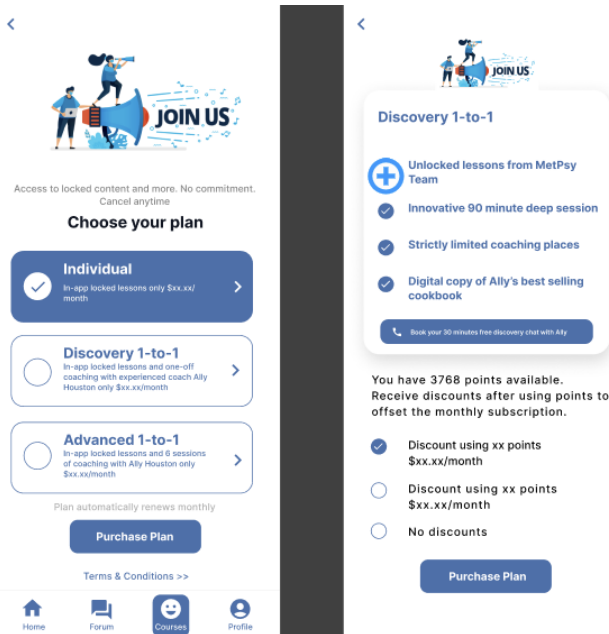 JOIN US
Access to locked content and more. No commitment.
Cancel anytime
Choose your plan
Individual
In-app locked lessons only $xx.xx/
month
Discovery 1-to-1
In-app locked lessons and one-off
coaching with experienced coach Ally
Houston only $xx.xx/month
Advanced 1-to-1
In-app locked lessons and 6 sessions
of coaching with Ally Houston only
$xx.xx/month
Plan automatically renews monthly
Purchase Plan
Terms & Conditions >>
Home
Forum
Courses
Profile
JOIN US
Discovery 1-to-1
Unlocked lessons from MetPsy
Team
Innovative 90 minute deep session
Strictly limited coaching places
Digital copy of Ally's best selling
cookbook
Book your 30 minutes free discovery chat with Ally
You have 3768 points available.
Receive discounts after using points to
offset the monthly subscription.
Discount using xx points
$xx.xx/month
Discount using xx points
$xx.xx/month
No discounts
Purchase Plan